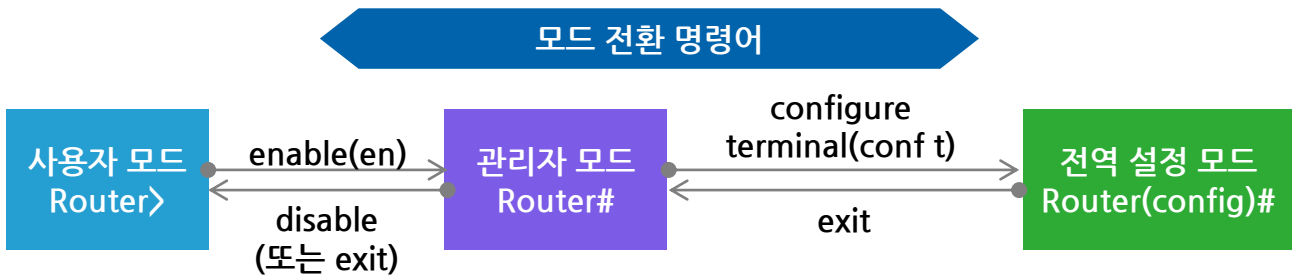 모드 전환 명령어
사용자 모드
Router>
enable(en)
disable
(또는 exit)
관리자 모드
Router#
configure
terminal(conf t)
exit
전역 설정 모드
Router(config)#